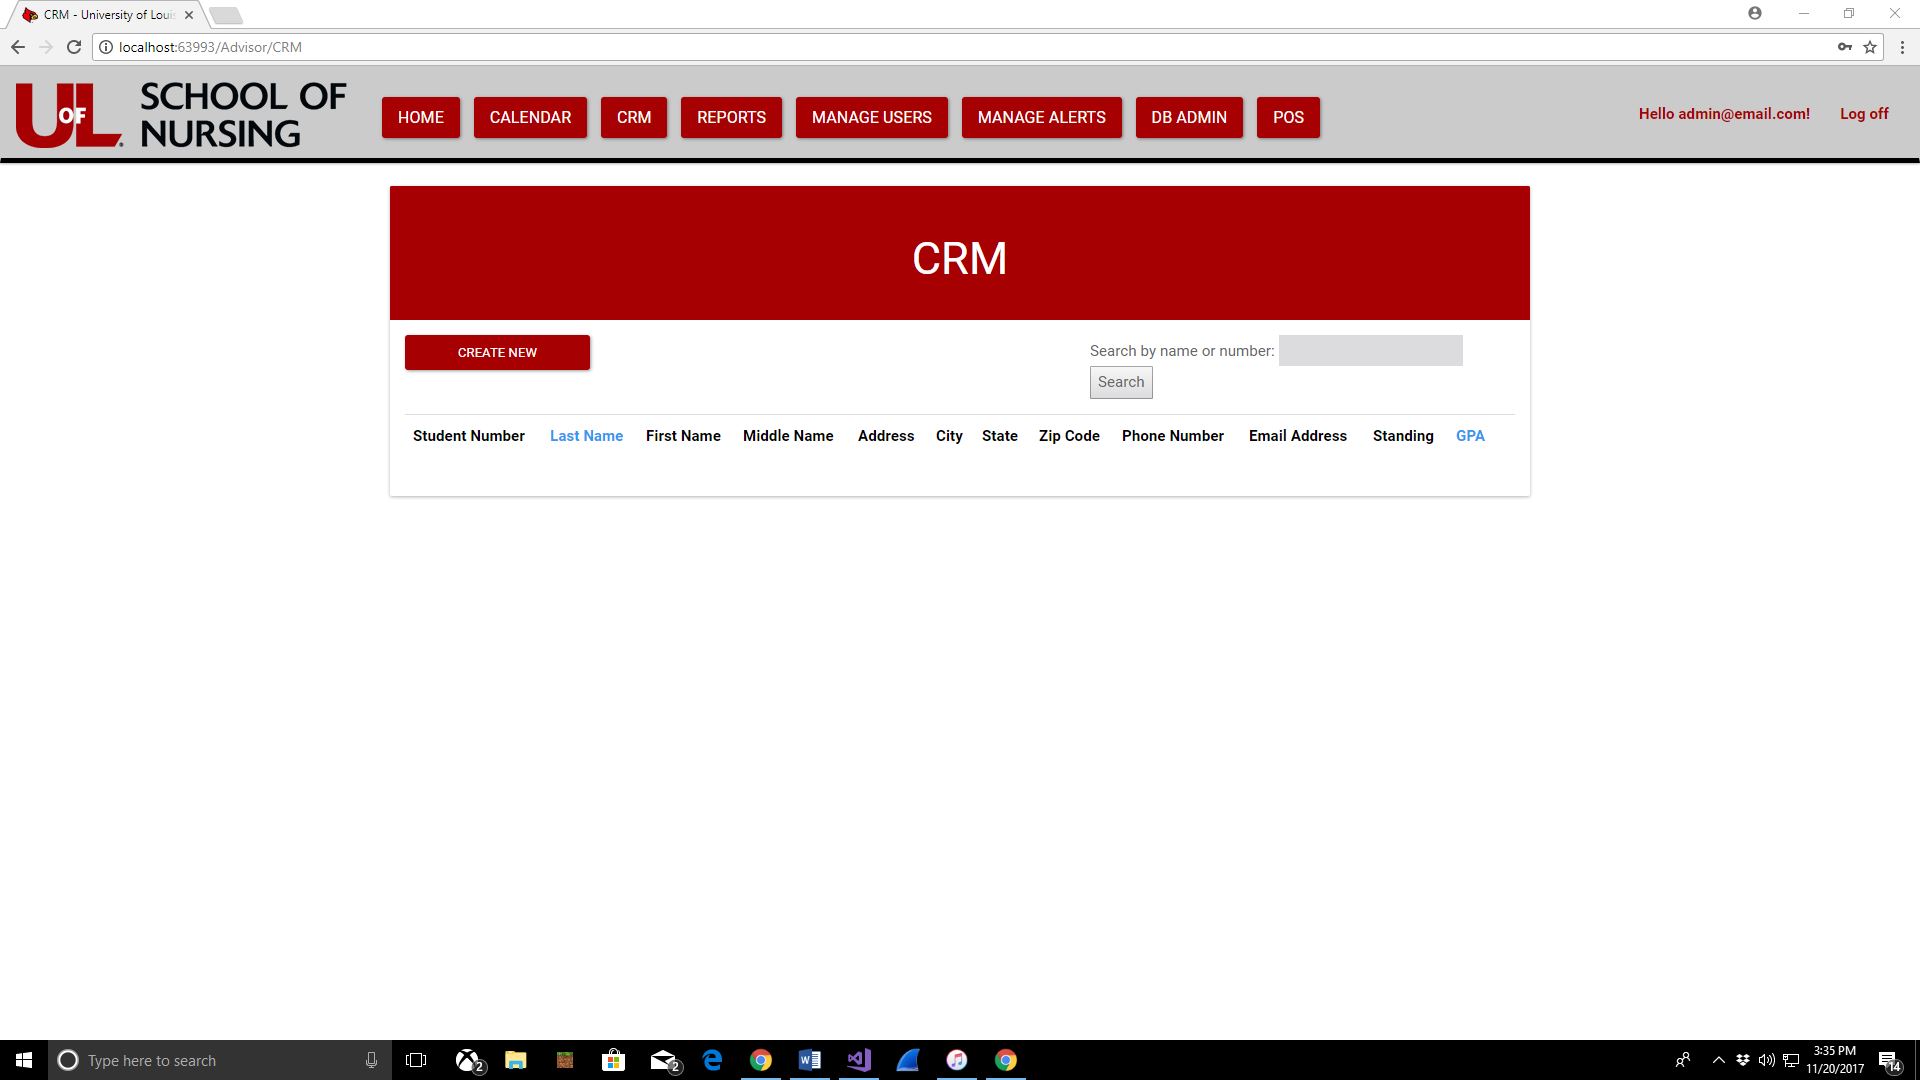 CRM - University of Loui
localhost:63993/Advisor/CRM
UL OF
SCHOOL OF
NURSING
HOME CALENDAR CRM REPORTS MANAGE USERS MANAGE ALERTS DB ADMIN POS
Hello admin@email.com! Log off
CRM
CREATE NEW
Search by name or number:
Search
Student Number Last Name First Name Middle Name Address City State Zip Code Phone Number Email Address Standing GPA
Type here to search
2
2
3:35 PM
11/20/2017
14